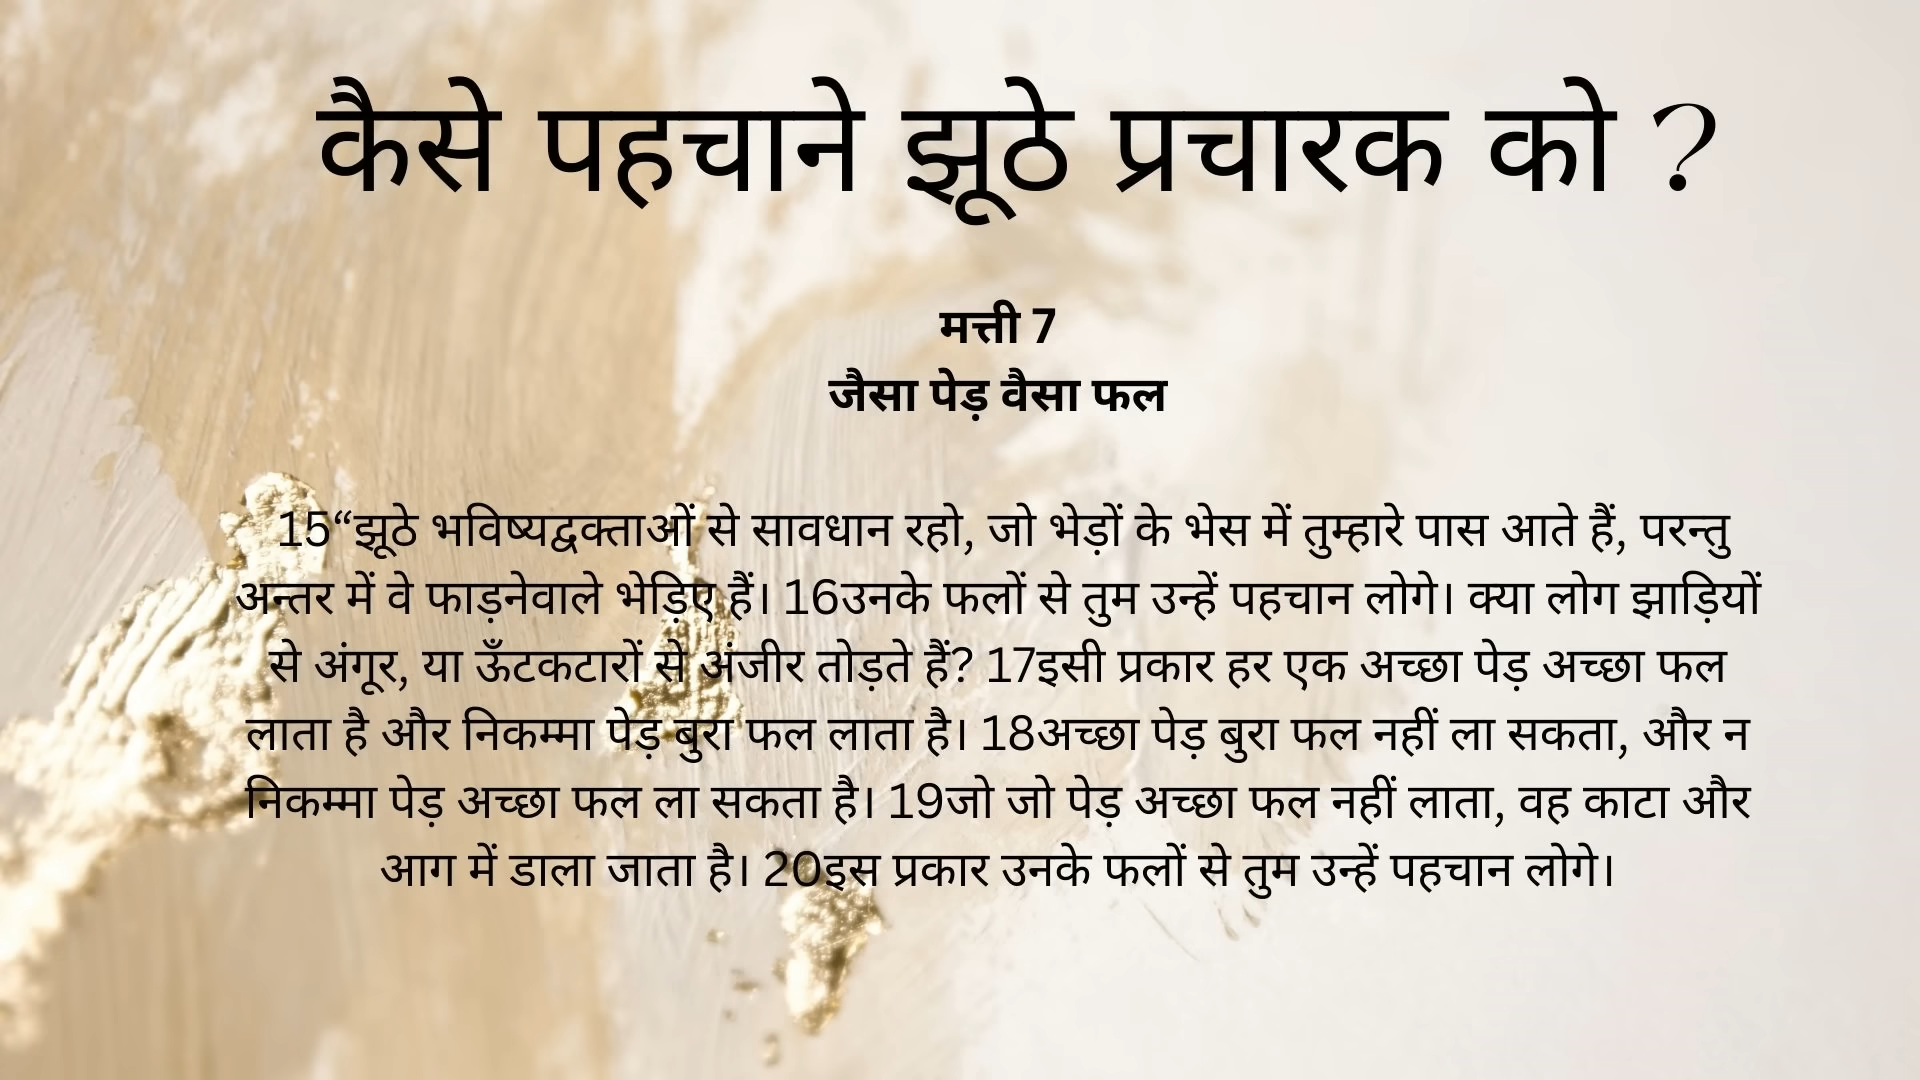 कैसे पहचाने झूठे प्रचारक को ?
मत्ती 7
जैसा पेड़ वैसा फल
15“झूठे भविष्यद्वक्ताओं से सावधान रहो, जो भेड़ों के भेस में तुम्हारे पास आते हैं, परन्तु
अन्तर में वे फाड़नेवाले भेड़िए हैं। 16उनके फलों से तुम उन्हें पहचान लोगे। क्या लोग झाड़ियों
से अंगूर, या ऊँटकटारों से अंजीर तोड़ते हैं? 17इसी प्रकार हर एक अच्छा पेड़ अच्छा फल
लाता है और निकम्मा पेड़ बुरा फल लाता है। 18अच्छा पेड़ बुरा फल नहीं ला सकता, और न
निकम्मा पेड़ अच्छा फल ला सकता है। 19जो जो पेड़ अच्छा फल नहीं लाता, वह काटा और
आग में डाला जाता है। 20इस प्रकार उनके फलों से तुम उन्हें पहचान लोगे।